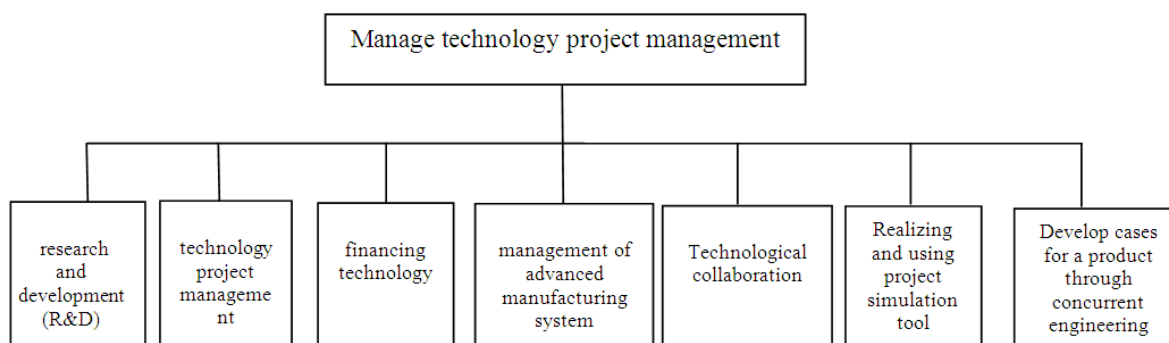 Manage technology project management
research
and
development
(R&D)
technology
project
manageme
nt
financing
technology
management of
advanced
manufacturing
system
Technological
collaboration
Realizing
and using
project
simulation
tool
Develop cases
for a product
through
concurrent
engineering